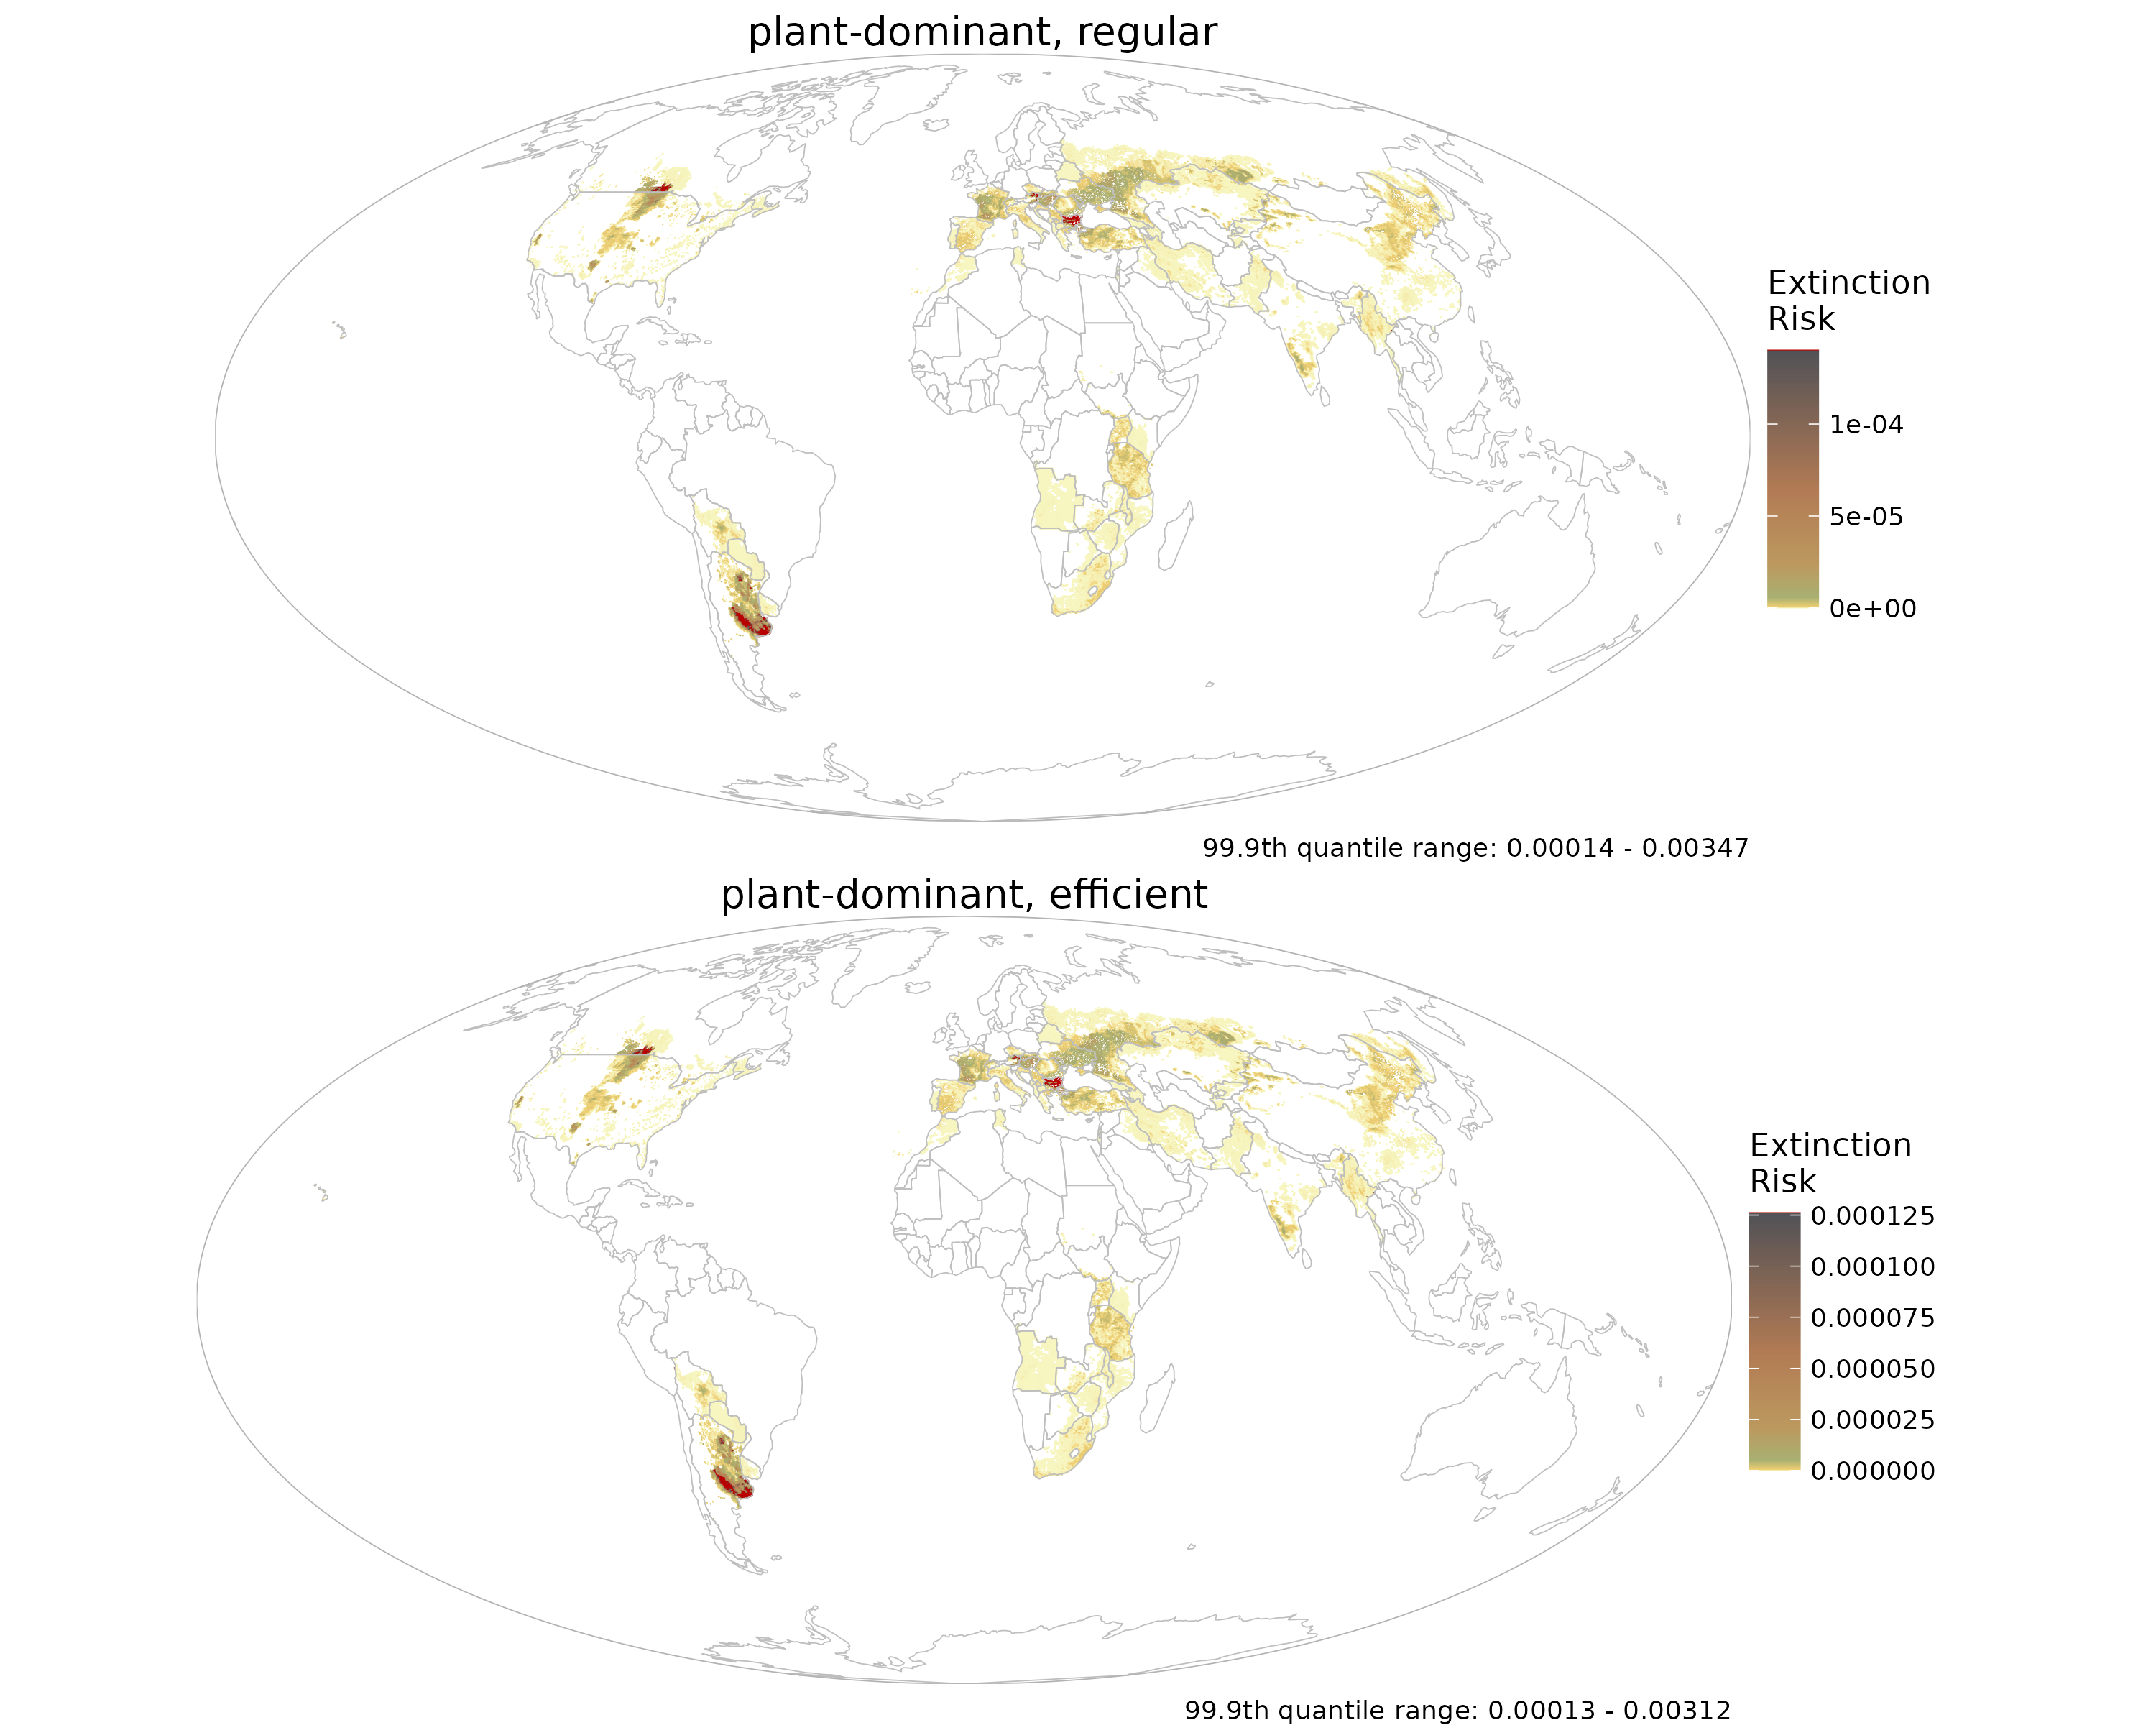 plant-dominant, regular
Extinction
Risk
1e-04
5e-05
0e+00
99.9th quantile range: 0.00014 - 0.00347
plant-dominant, efficient
Extinction
Risk
0.000125
0.000100
0.000075
0.000050
0.000025
0.000000
99.9th quantile range: 0.00013 - 0.00312